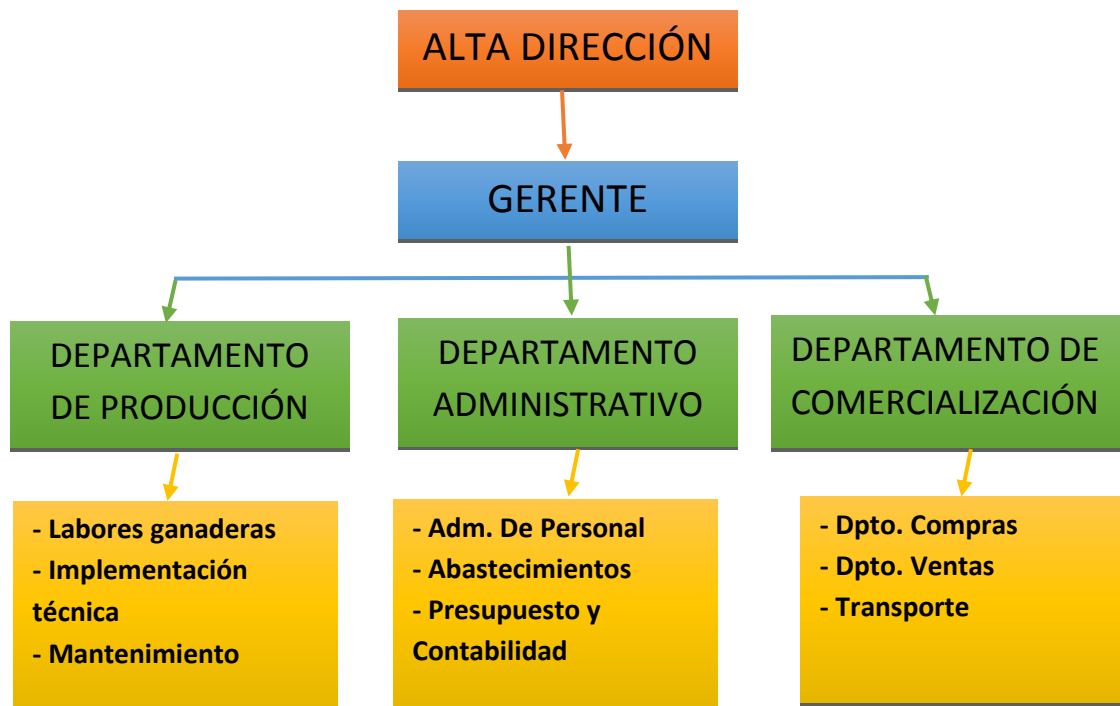 ALTA DIRECCIÓN
GERENTE
DEPARTAMENTO
DE PRODUCCIÓN
DEPARTAMENTO
ADMINISTRATIVO
DEPARTAMENTO DE
COMERCIALIZACIÓN
- Labores ganaderas
- Implementación
técnica
- Mantenimiento
- Adm. De Personal
- Abastecimientos
- Presupuesto y
Contabilidad
- Dpto. Compras
- Dpto. Ventas
- Transporte